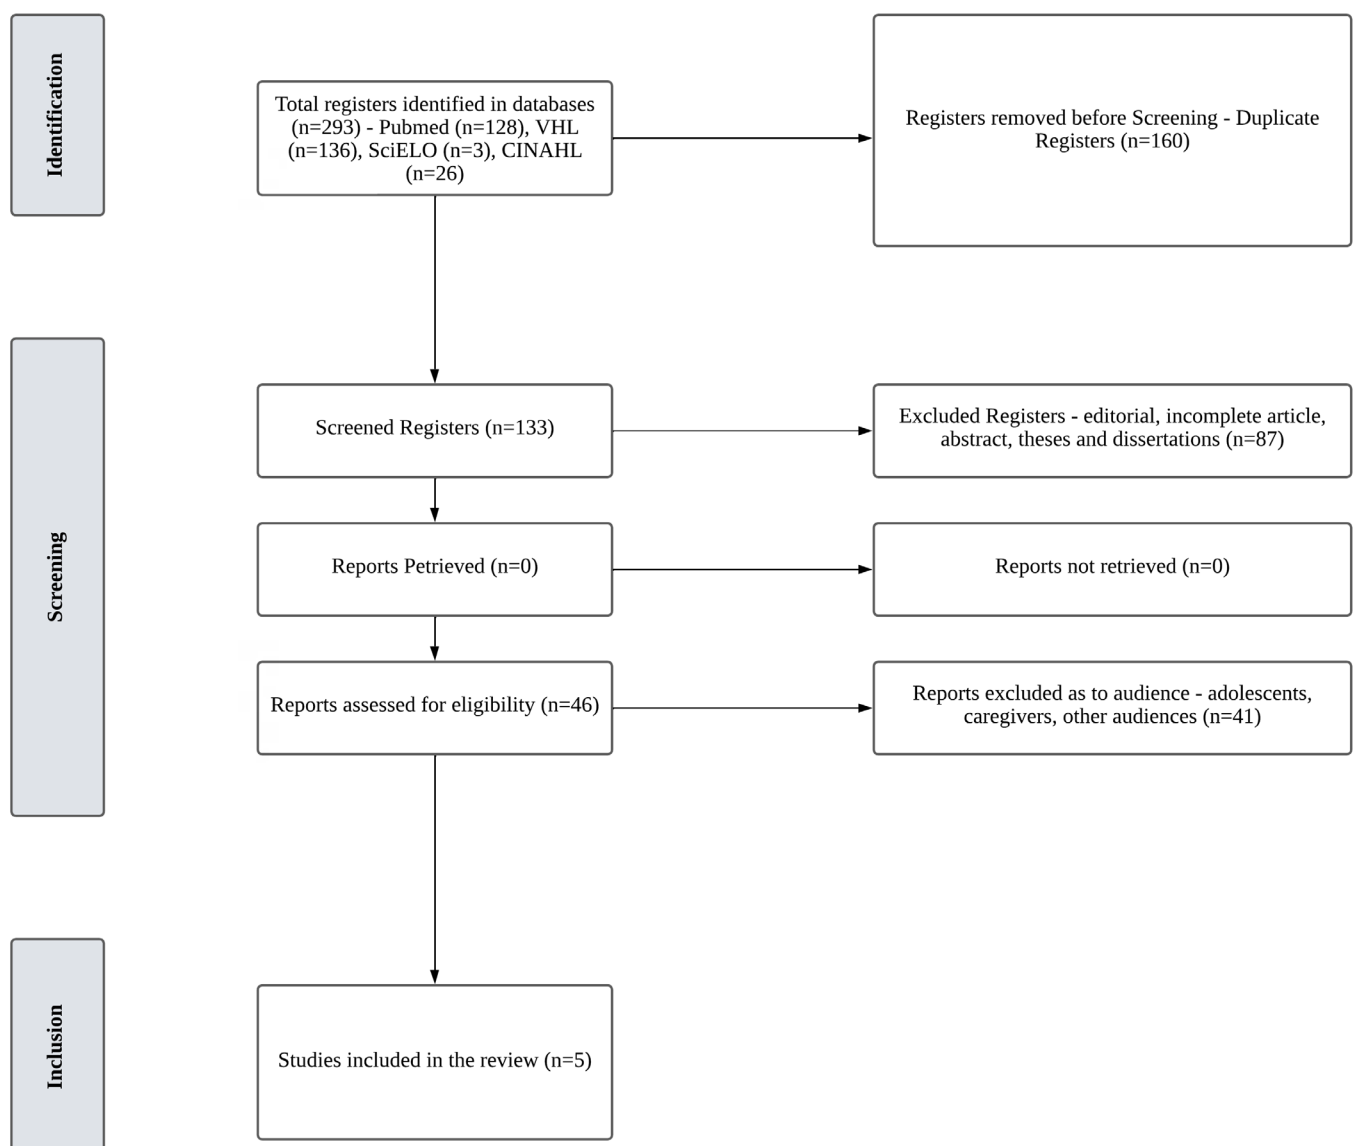 Identification
Total registers identified in databases
(n=293) - Pubmed (n=128), VHL
(n=136), SciELO (n=3), CINAHL
(n=26)
Registers removed before Screening - Duplicate
Registers (n=160)
Screening
Screened Registers (n=133)
Excluded Registers - editorial, incomplete article,
abstract, theses and dissertations (n=87)
Reports Petrieved (n=0)
Reports not retrieved (n=0)
Reports assessed for eligibility (n=46)
Reports excluded as to audience - adolescents,
caregivers, other audiences (n=41)
Inclusion
Studies included in the review (n=5)